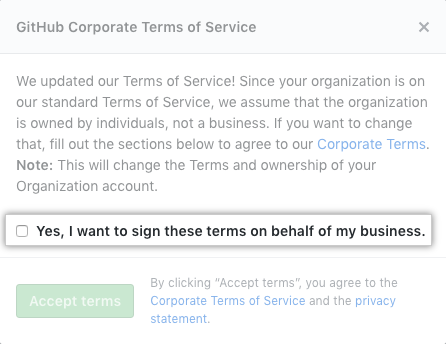 GitHub Corporate Terms of Service
We updated our Terms of Service! Since your organization is on
our standard Terms of Service, we assume that the organization
is owned by individuals, not a business. If you want to change
that, fill out the sections below to agree to our Corporate Terms.
Note: This will change the Terms and ownership of your
Organization account.
Yes, I want to sign these terms on behalf of my business.
Accept terms
By clicking “Accept terms”, you agree to the
Corporate Terms of Service and the privacy
statement.